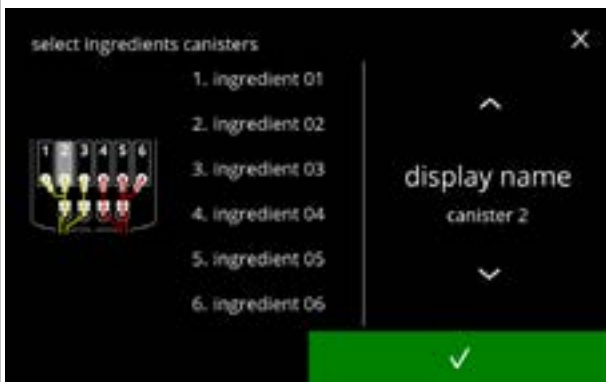 select ingredients canisters
1. ingredient 01
2. ingredient 02
3. ingredient 03
4. ingredient 04
5. ingredient 05
6. ingredient 06
1 2 3 4 5 6
display name
canister 2